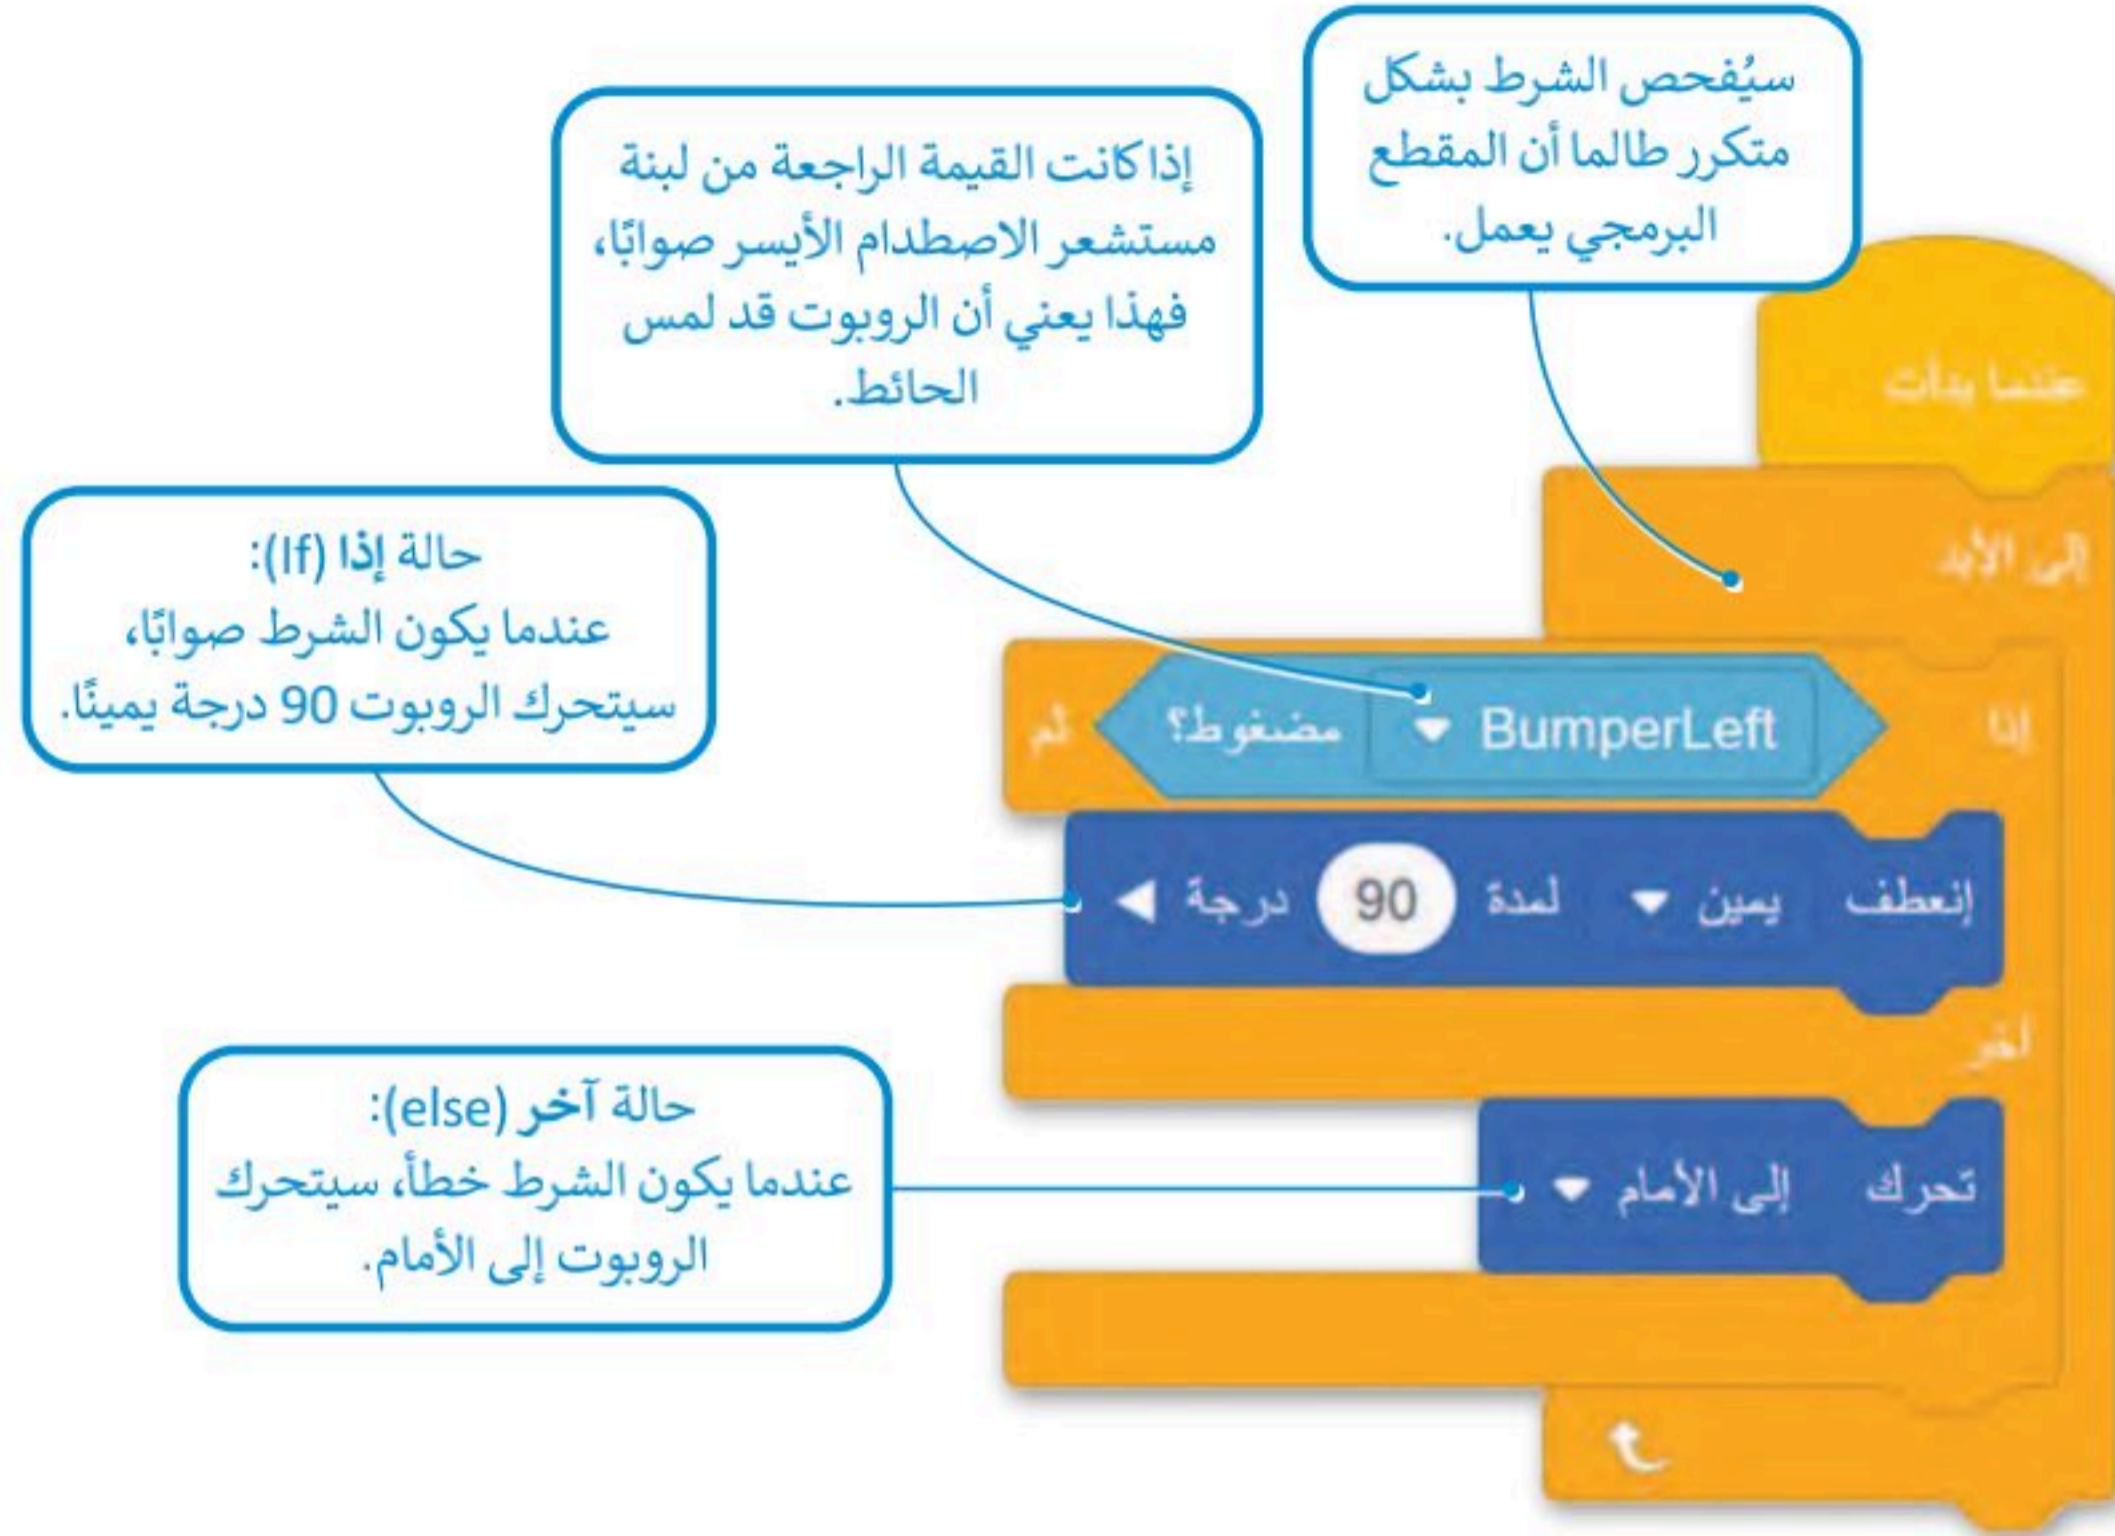 سيُفحص الشرط بشكل
متكرر طالما أن المقطع
البرمجي يعمل.
إذا كانت القيمة الراجعة من لبنة
مستشعر الاصطدام الأيسر صوابًا،
فهذا يعني أن الروبوت قد لمس
الحائط.
حالة إذا (If):
عندما يكون الشرط صوابًا،
سيتحرك الروبوت 90 درجة يمينًا.
حالة آخر (else):
عندما يكون الشرط خطأ، سيتحرك
الروبوت إلى الأمام.
عندما بدأت
إلى الأبد
إذا BumperLeft مضغوط؟ ثم
إنعطف يمين لمدة 90 درجة
آخر
تحرك إلى الأمام